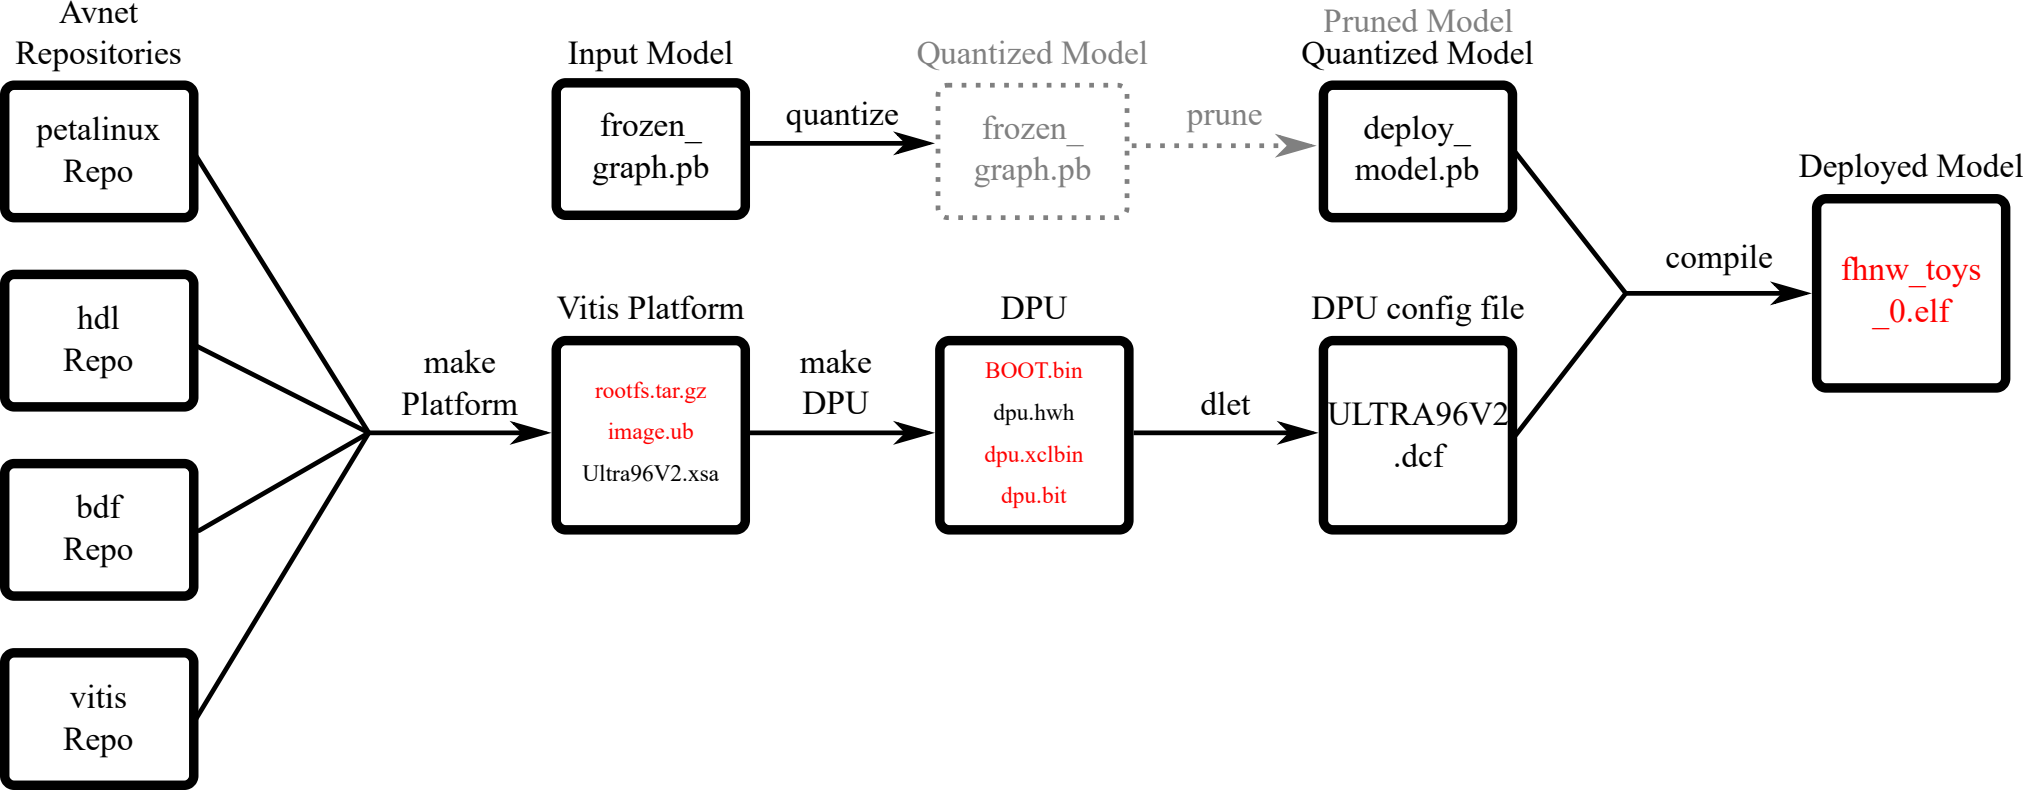 Avnet
Repositories
petalinux
Repo
hdl
Repo
bdf
Repo
vitis
Repo
make
Platform
Input Model
frozen_
graph.pb
quantize
Quantized Model
frozen_
graph.pb
prune
Pruned Model
Quantized Model
deploy_
model.pb
Vitis Platform
rootfs.tar.gz
image.ub
Ultra96V2.xsa
make
DPU
DPU
BOOT.bin
dpu.hwh
dpu.xclbin
dpu.bit
dlet
DPU config file
ULTRA96V2
.dcf
compile
Deployed Model
fhnw_toys
_0.elf